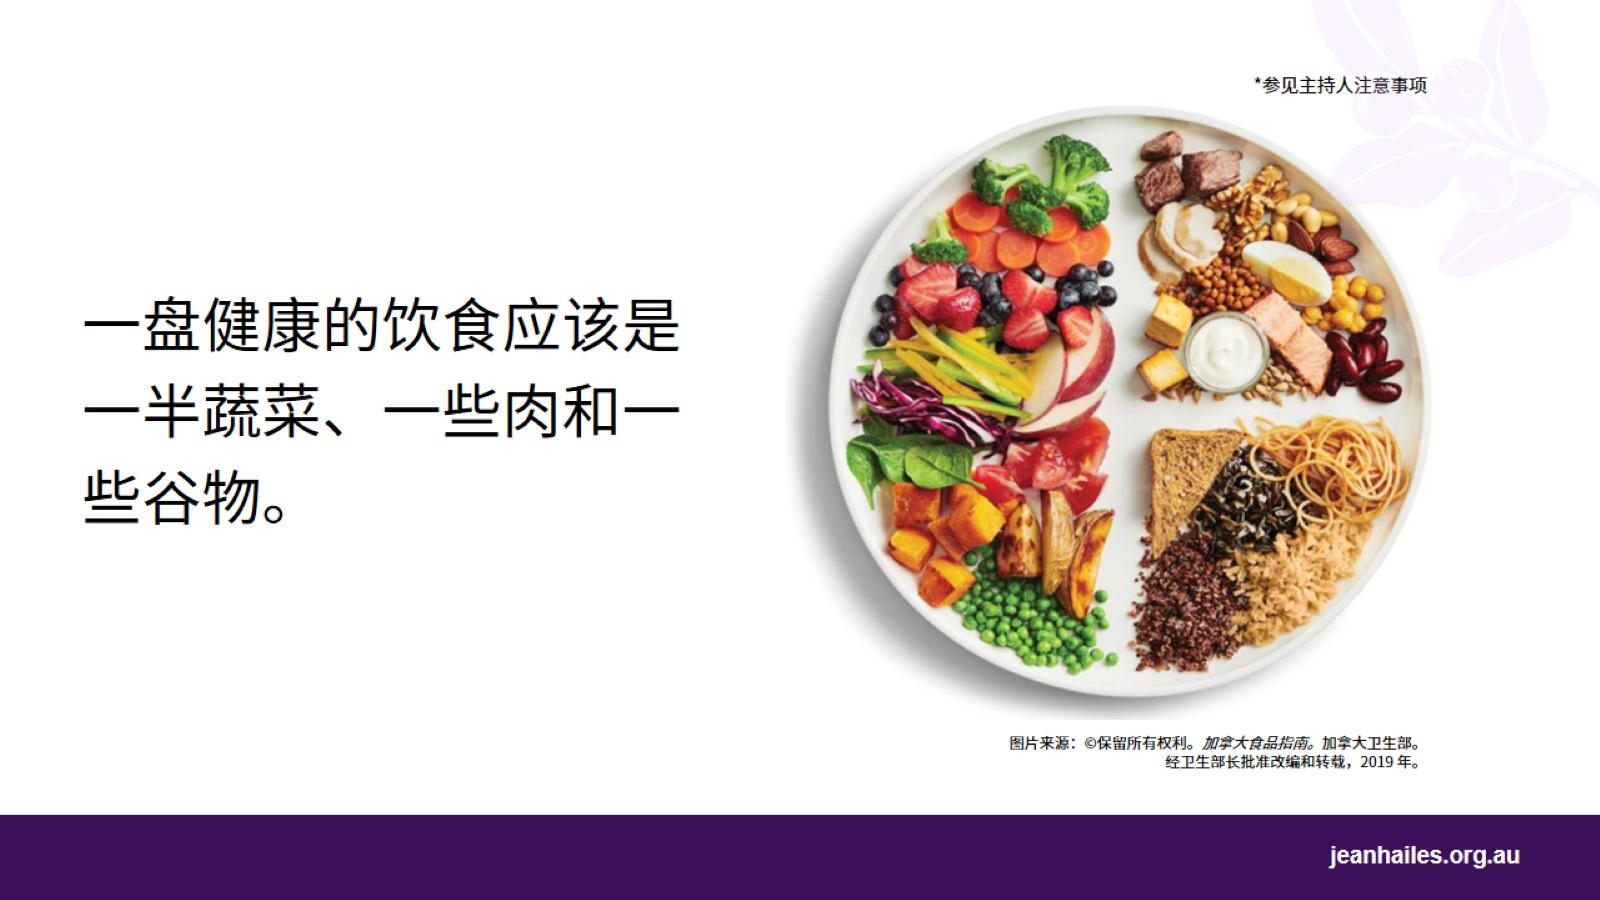 *参见主持人注意事项
一盘健康的饮食应该是
一半蔬菜、一些肉和一
些谷物。
图片来源：©保留所有权利。加拿大食品指南。加拿大卫生部。
经卫生部长批准改编和转载，2019 年。
jeanhailes.org.au